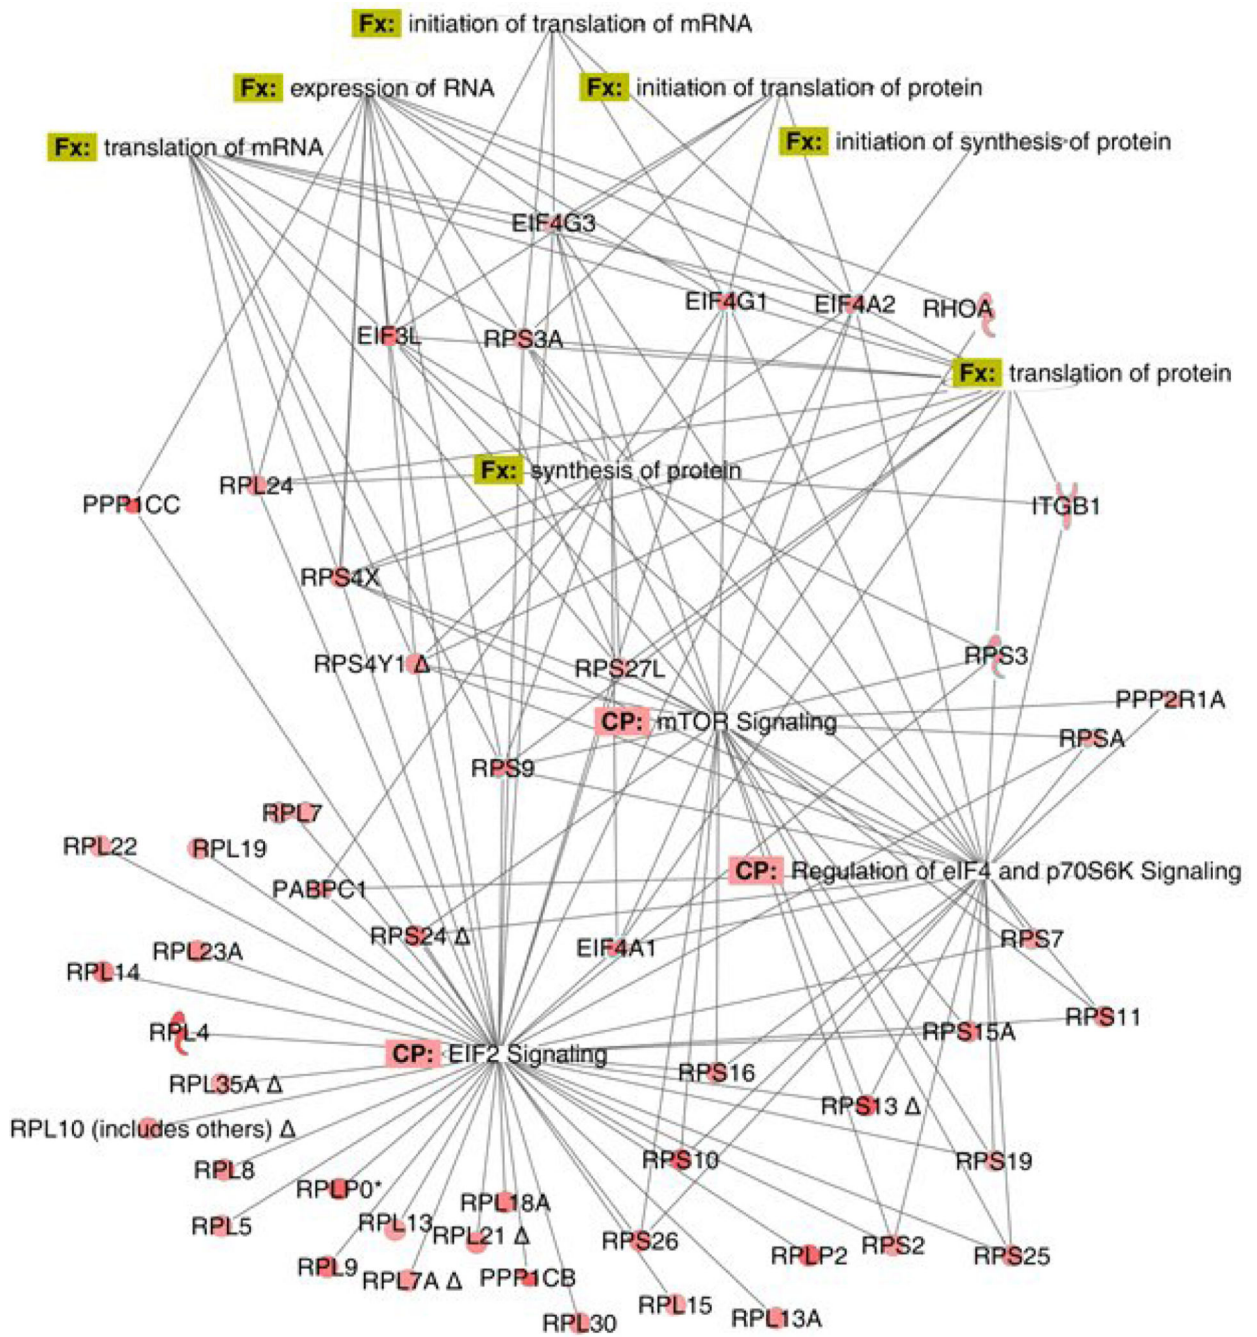 Fx: initiation of translation of mRNA
Fx: expression of RNA
Fx: initiation of translation of protein
Fx: translation of mRNA
Fx: initiation of synthesis of protein
EIF4G3
EIF4G1
EIF4A2
RHOA
EIF3L
RPS3A
Fx: translation of protein
Fx: synthesis of protein
RPL24
PPP1CC
ITGB1
RPS4X
RPS4Y1 Δ
RPS27L
RPS3
PPP2R1A
CP: mTOR Signaling
RPSA
RPS9
RPL7
RPL22
RPL19
CP: Regulation of eIF4 and p70S6K Signaling
PABPC1
RPS24 Δ
EIF4A1
RPS7
RPL23A
RPL14
RPS11
RPL4
RPS15A
CP: EIF2 Signaling
RPS16
RPL35A Δ
RPS13 Δ
RPL10 (includes others) Δ
RPS10
RPS19
RPL8
RPLP0*
RPL18A
RPL13
RPL5
RPL21 Δ
RPS26
RPLP2
RPS2
RPS25
RPL9
RPL7A Δ
PPP1CB
RPL15
RPL13A
RPL30